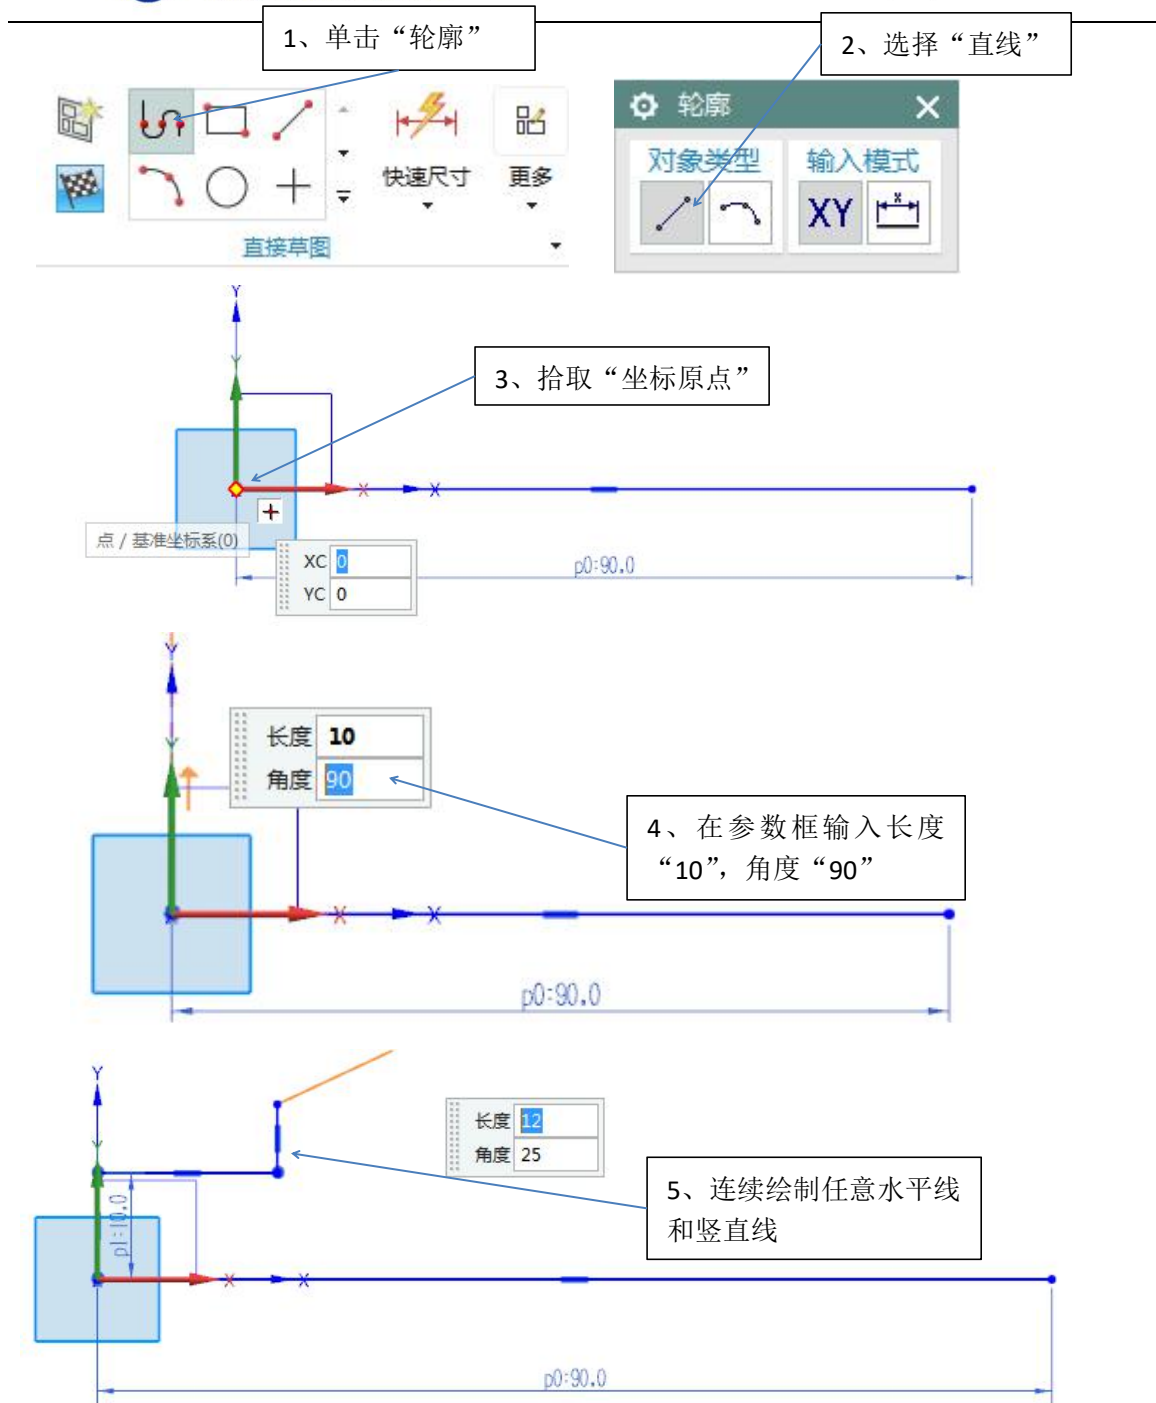 1、单击“轮廓”
2、选择“直线”
轮廓
对象类型
输入模式
XY
x
快速尺寸
更多
直接草图
Y
Y
3、拾取“坐标原点”
X
X
点 / 基准坐标系(0)
XC 0
YC 0
p0:90.0
Y
Y
长度 10
角度 90
4、在参数框输入长度
“10”，角度“90”
X
X
p0:90.0
Y
Y
长度 12
角度 25
5、连续绘制任意水平线
和竖直线
p1:10.0
X
X
p0:90.0